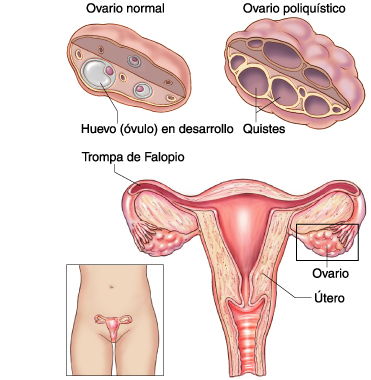 Ovario normal
Ovario poliquístico
Huevo (óvulo) en desarrollo
Quistes
Trompa de Falopio
Ovario
Útero